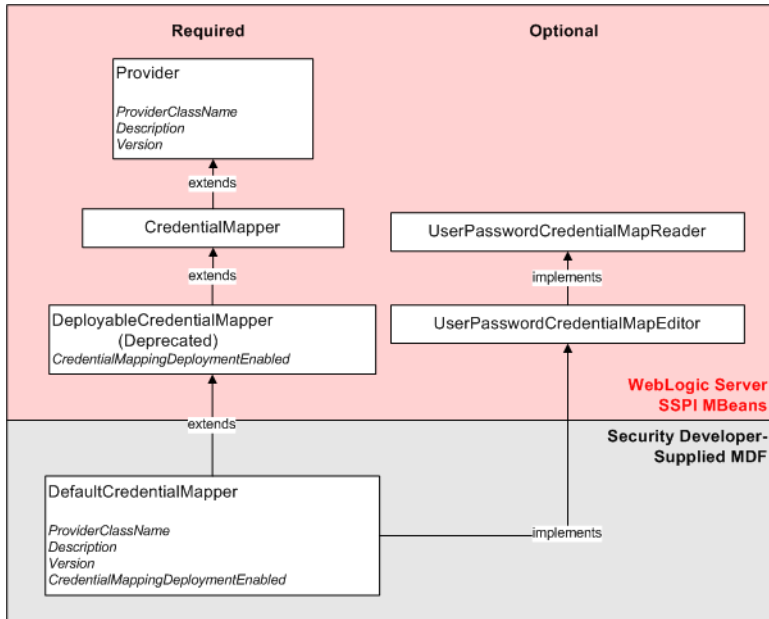 Required
Optional
Provider
ProviderClassName
Description
Version
extends
CredentialMapper
UserPasswordCredentialMapReader
extends
implements
DeployableCredentialMapper
(Deprecated)
CredentialMappingDeploymentEnabled
UserPasswordCredentialMapEditor
WebLogic Server
SSPI MBeans
extends
Security Developer-
Supplied MDF
DefaultCredentialMapper
ProviderClassName
Description
Version
CredentialMappingDeploymentEnabled
implements